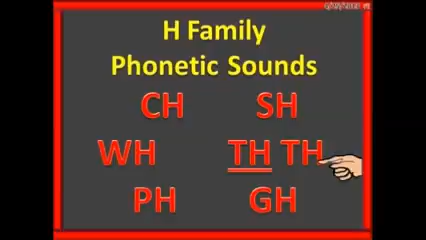 H Family
Phonetic Sounds
CH SH
WH TH TH
PH GH